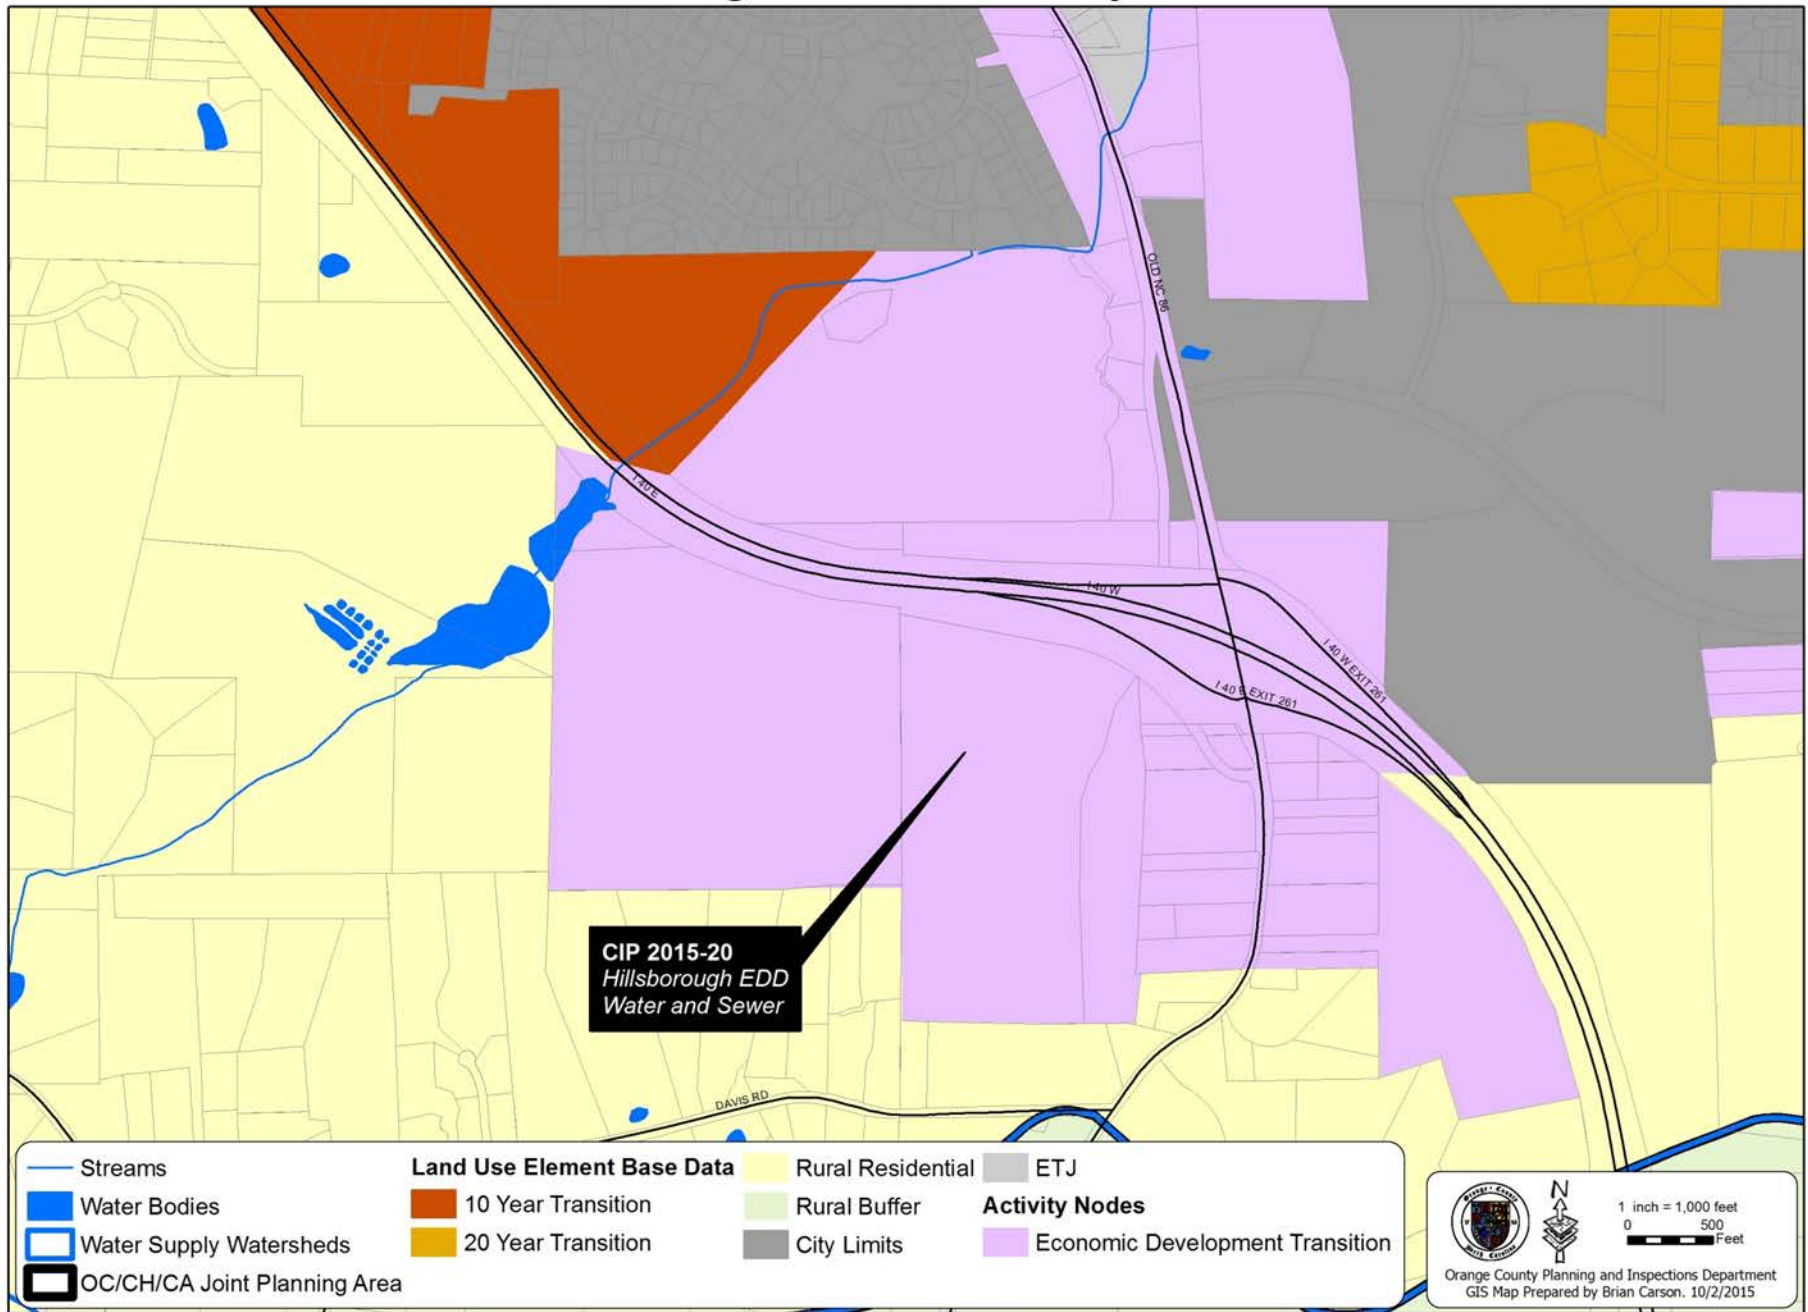 OLD NC 86
I 40 E
I 40 W
I 40 W EXIT 261
I 40 E EXIT 261
CIP 2015-20
Hillsborough EDD
Water and Sewer
DAVIS RD
Streams
Water Bodies
Water Supply Watersheds
OC/CH/CA Joint Planning Area
Land Use Element Base Data
10 Year Transition
20 Year Transition
Rural Residential
Rural Buffer
City Limits
ETJ
Activity Nodes
Economic Development Transition
Orange County
North Carolina
N
1 inch = 1,000 feet
0 500
Feet
Orange County Planning and Inspections Department
GIS Map Prepared by Brian Carson. 10/2/2015